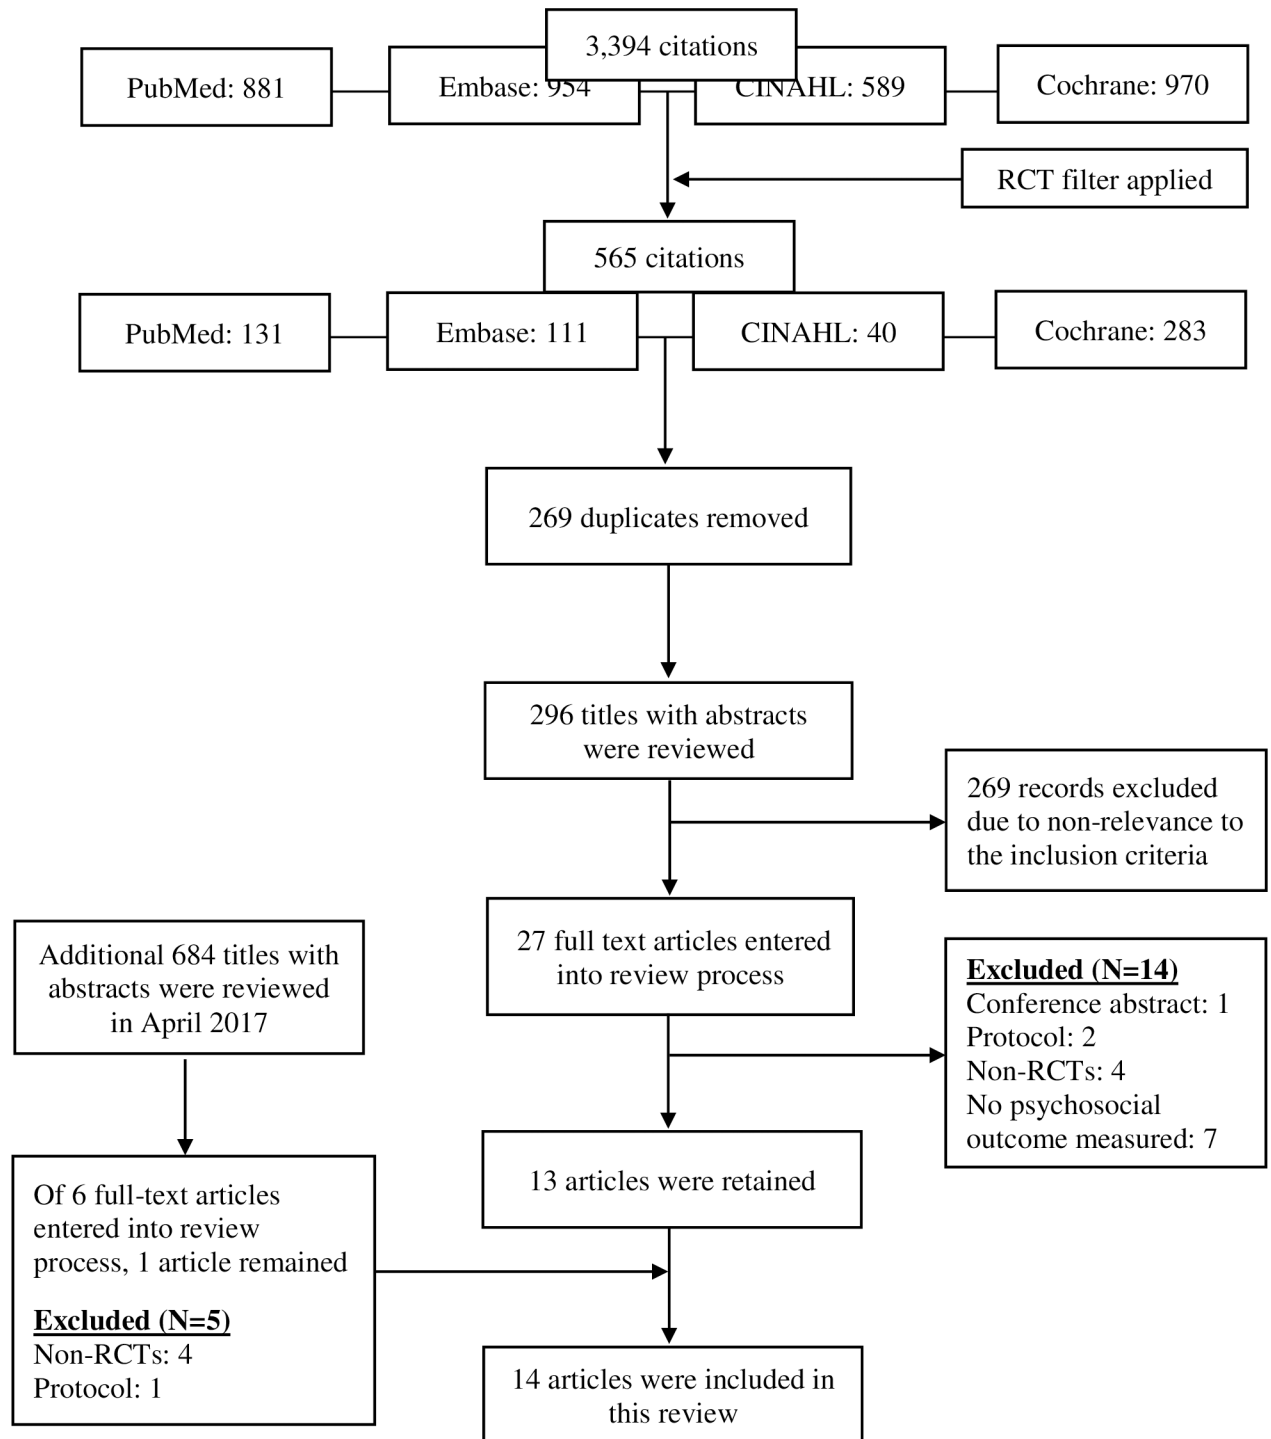 3,394 citations
PubMed: 881
Embase: 954
CINAHL: 589
Cochrane: 970
RCT filter applied
565 citations
PubMed: 131
Embase: 111
CINAHL: 40
Cochrane: 283
269 duplicates removed
296 titles with abstracts
were reviewed
269 records excluded
due to non-relevance to
the inclusion criteria
27 full text articles entered
into review process
Additional 684 titles with
abstracts were reviewed
in April 2017
Excluded (N=14)
Conference abstract: 1
Protocol: 2
Non-RCTs: 4
No psychosocial
outcome measured: 7
13 articles were retained
Of 6 full-text articles
entered into review
process, 1 article remained
Excluded (N=5)
Non-RCTs: 4
Protocol: 1
14 articles were included in
this review